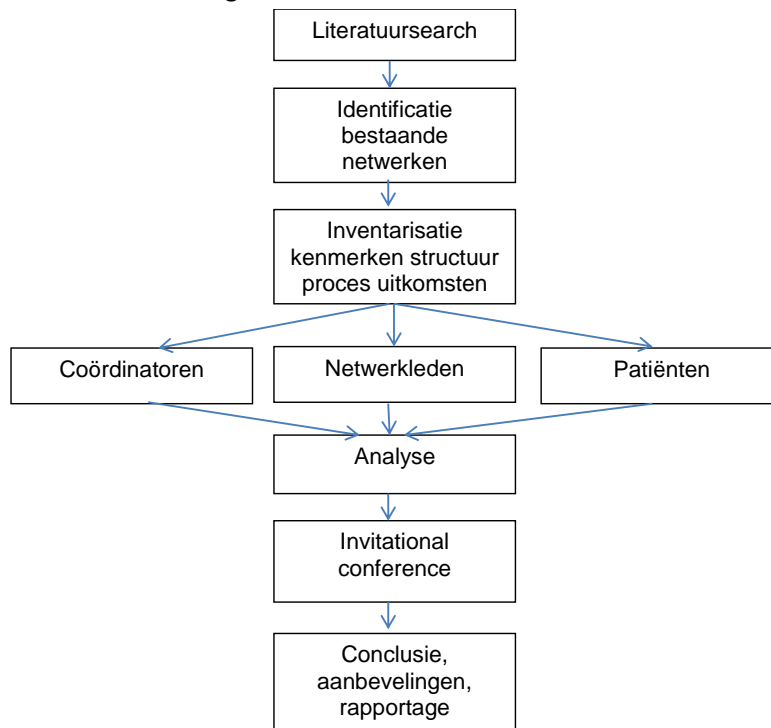 Literatuursearch
Identificatie
bestaande
netwerken
Inventarisatie
kenmerken structuur
proces uitkomsten
Coördinatoren
Netwerkleden
Patiënten
Analyse
Invitational
conference
Conclusie,
aanbevelingen,
rapportage